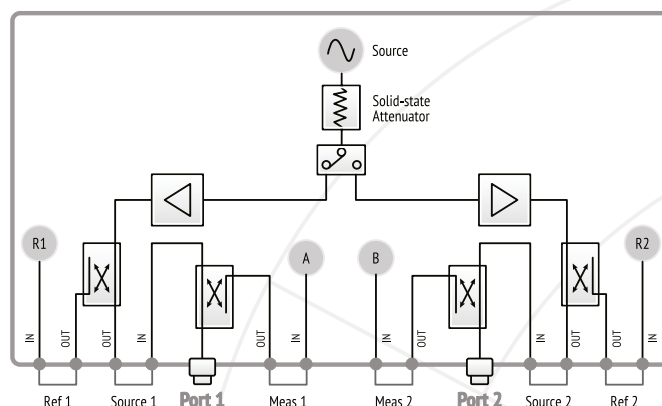 Source
Solid-state
Attenuator
R1
A
B
R2
IN
OUT
OUT
IN
OUT
IN
IN
OUT
IN
OUT
OUT
IN
Ref 1
Source 1
Port 1
Meas 1
Meas 2
Port 2
Source 2
Ref 2